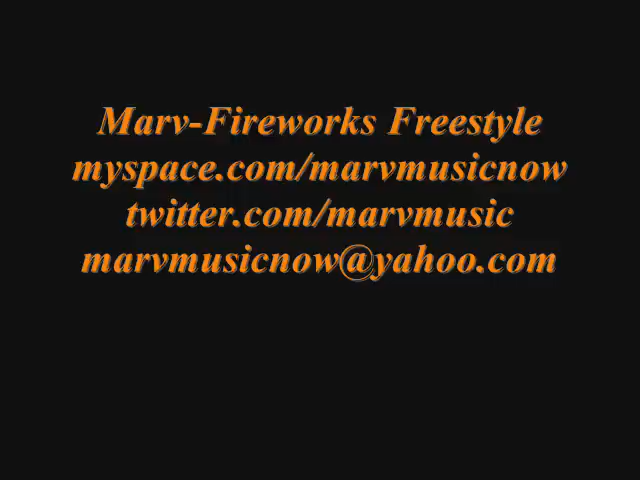 Marv-Fireworks Freestyle
myspace.com/marvmusicnow
twitter.com/marvmusic
marvmusicnow@yahoo.com